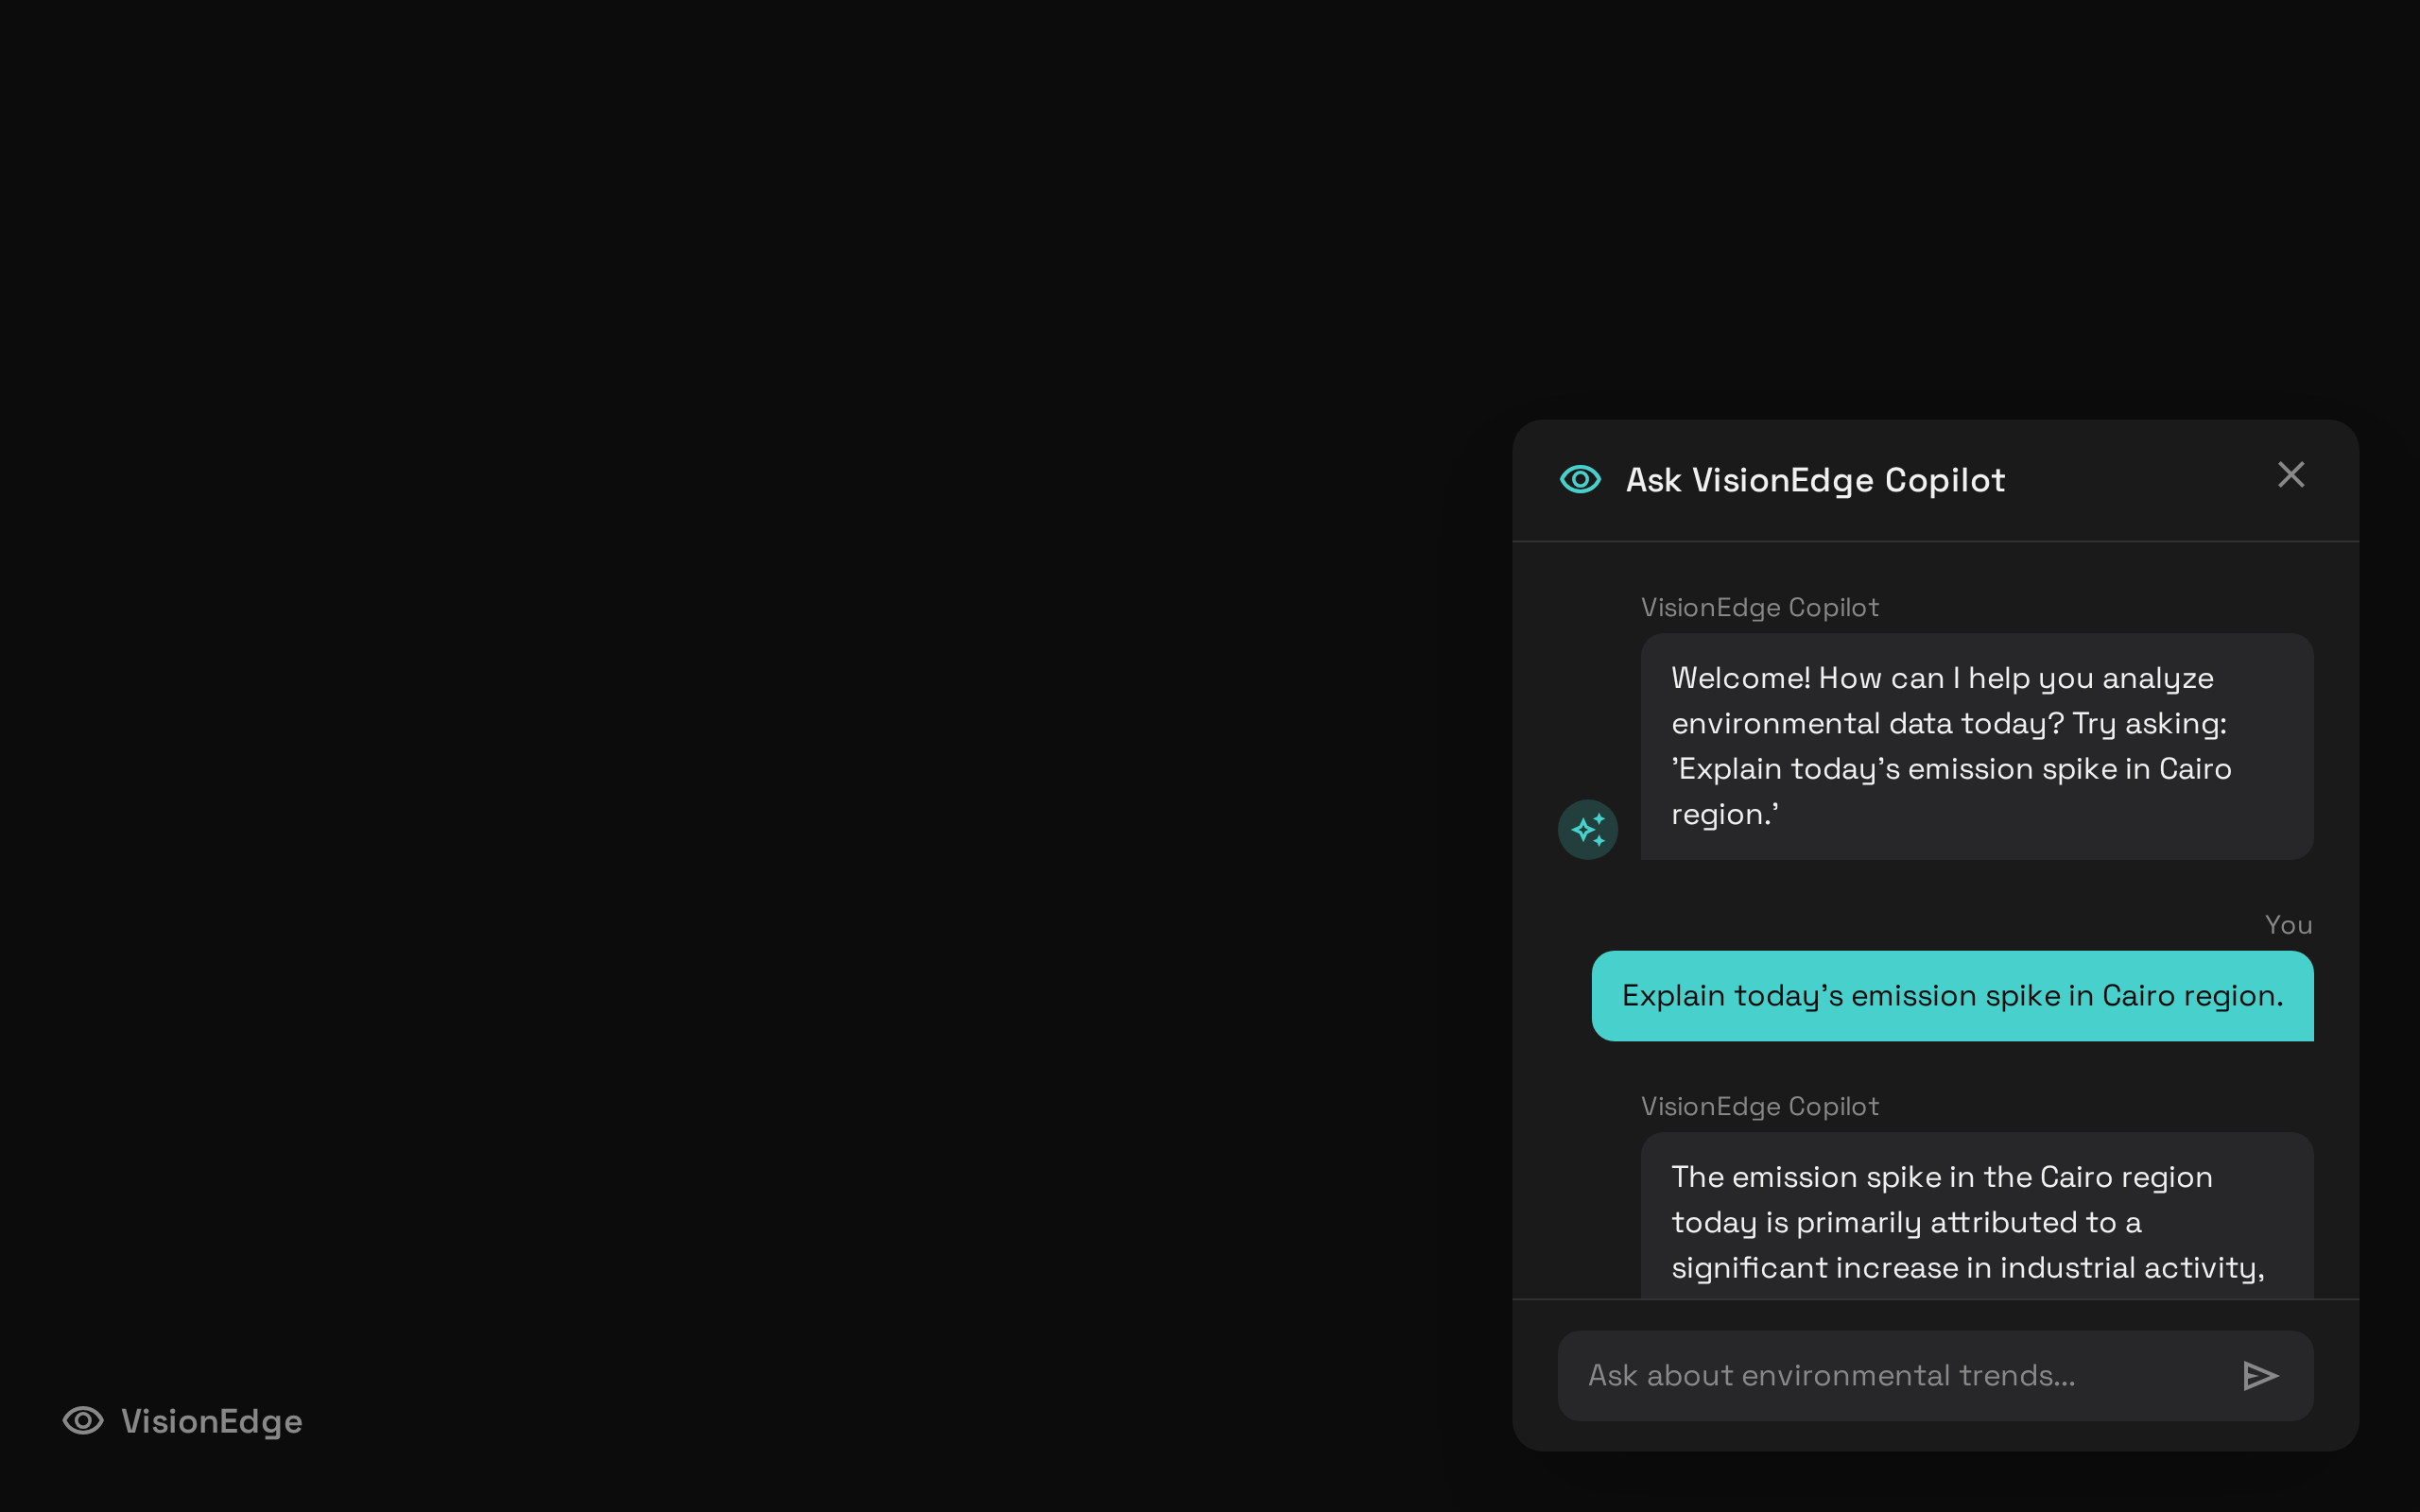 Ask VisionEdge Copilot
VisionEdge Copilot
Welcome! How can I help you analyze
environmental data today? Try asking:
'Explain today's emission spike in Cairo
region.'
You
Explain today's emission spike in Cairo region.
VisionEdge Copilot
The emission spike in the Cairo region
today is primarily attributed to a
significant increase in industrial activity,
Ask about environmental trends...
VisionEdge